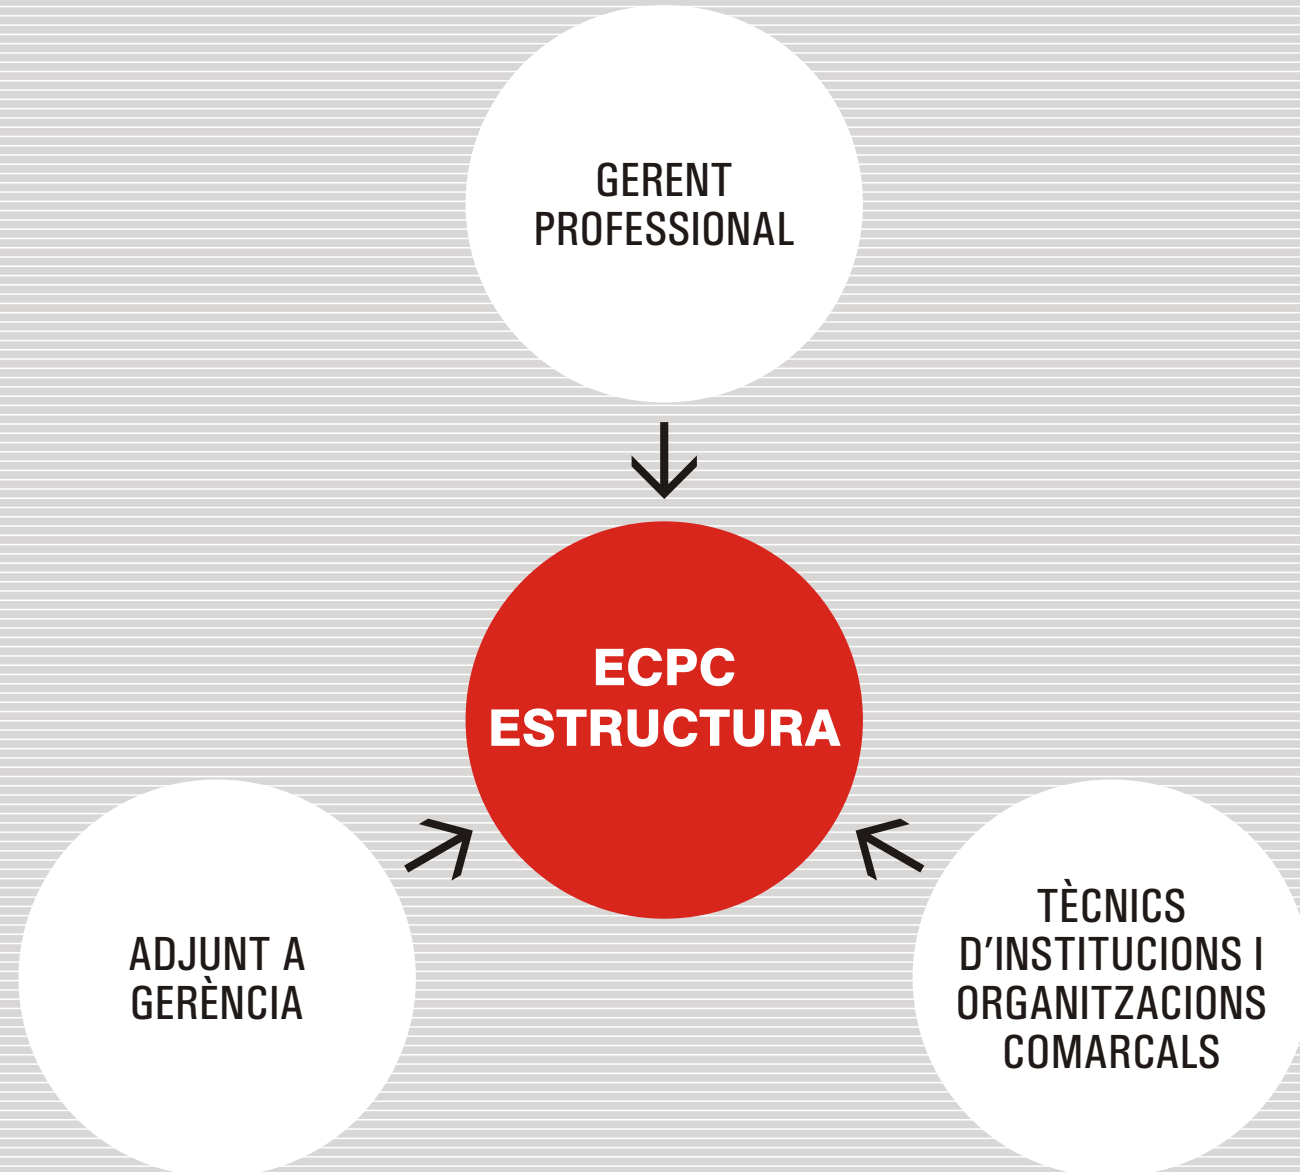 GERENT
PROFESSIONAL
ECPC
ESTRUCTURA
ADJUNT A
GERÈNCIA
TÈCNICS
D’INSTITUCIONS I
ORGANITZACIONS
COMARCALS